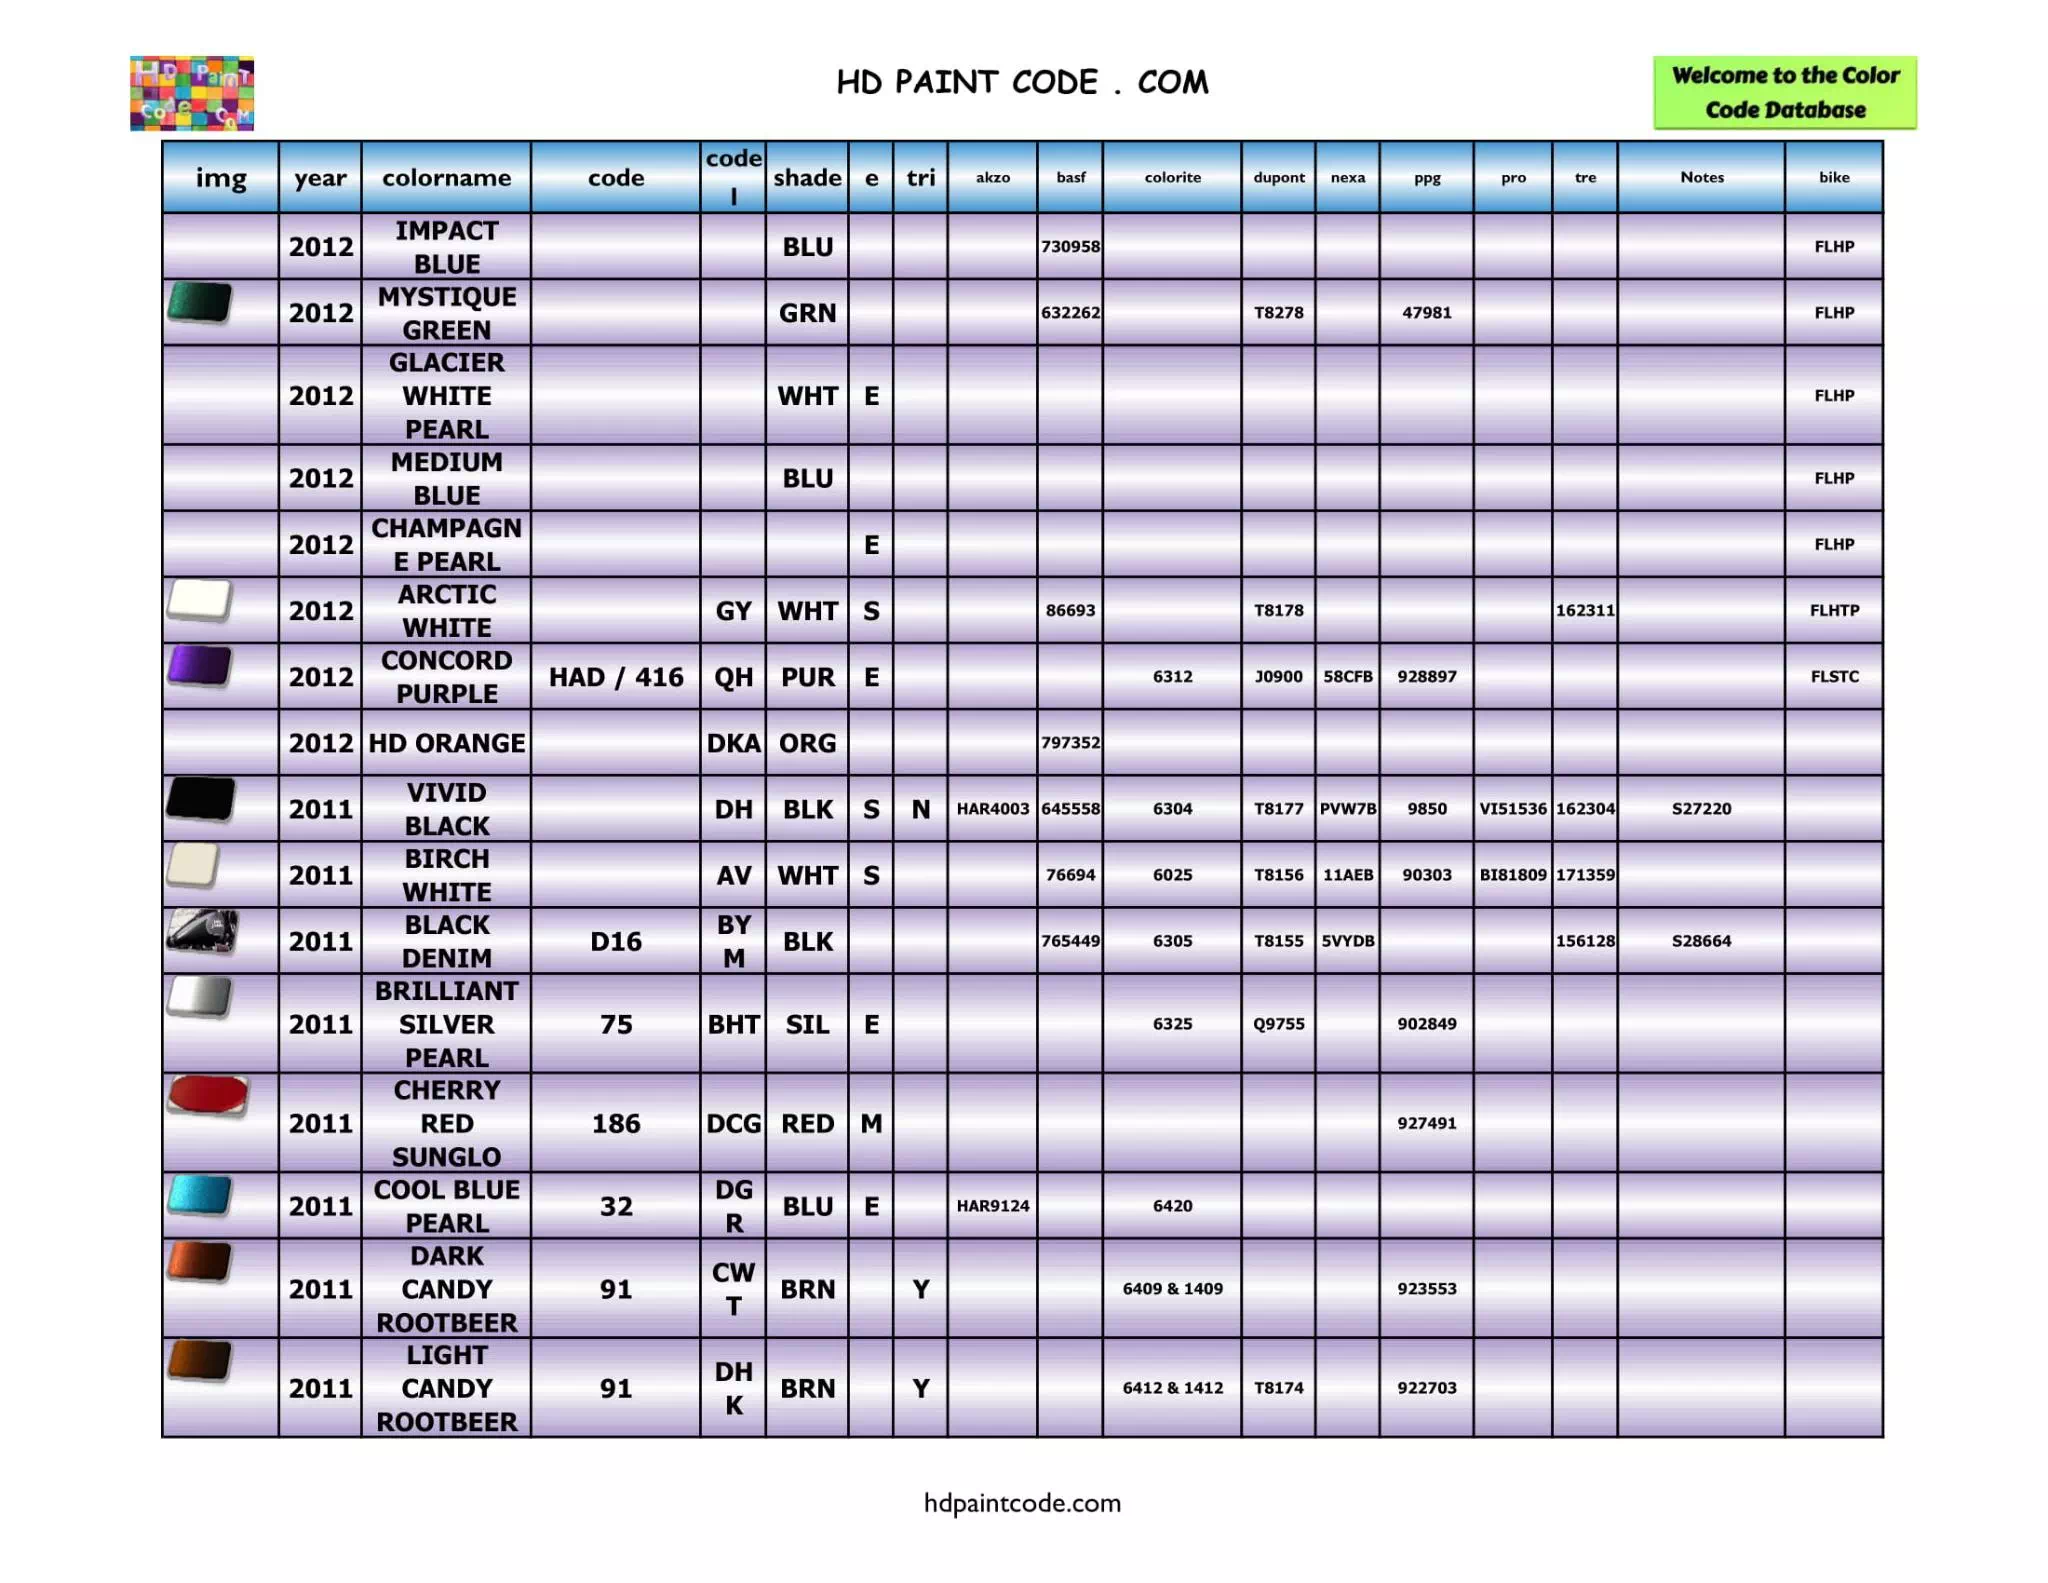 HD PAINT CODE . COM
HD PainT
Code
CoM
Welcome to the Color
Code Database
img year colorname code code l shade e tri akzo basf colorite dupont nexa ppg pro tre Notes bike
2012 IMPACT BLUE BLU 730958 FLHP
2012 MYSTIQUE GREEN GRN 632262 T8278 47981 FLHP
2012 GLACIER WHITE PEARL WHT E FLHP
2012 MEDIUM BLUE BLU FLHP
2012 CHAMPAGN E PEARL E FLHP
2012 ARCTIC WHITE GY WHT S 86693 T8178 162311 FLHTP
2012 CONCORD PURPLE HAD / 416 QH PUR E 6312 J0900 58CFB 928897 FLSTC
2012 HD ORANGE DKA ORG 797352
2011 VIVID BLACK DH BLK S N HAR4003 645558 6304 T8177 PVW7B 9850 VI51536 162304 S27220
2011 BIRCH WHITE AV WHT S 76694 6025 T8156 11AEB 90303 BI81809 171359
2011 BLACK DENIM D16 BY M BLK 765449 6305 T8155 5VYDB 156128 S28664
2011 BRILLIANT SILVER PEARL 75 BHT SIL E 6325 Q9755 902849
2011 CHERRY RED SUNGLO 186 DCG RED M 927491
2011 COOL BLUE PEARL 32 DG R BLU E HAR9124 6420
2011 DARK CANDY ROOTBEER 91 CW T BRN Y 6409 & 1409 923553
2011 LIGHT CANDY ROOTBEER 91 DH K BRN Y 6412 & 1412 T8174 922703
hdpaintcode.com